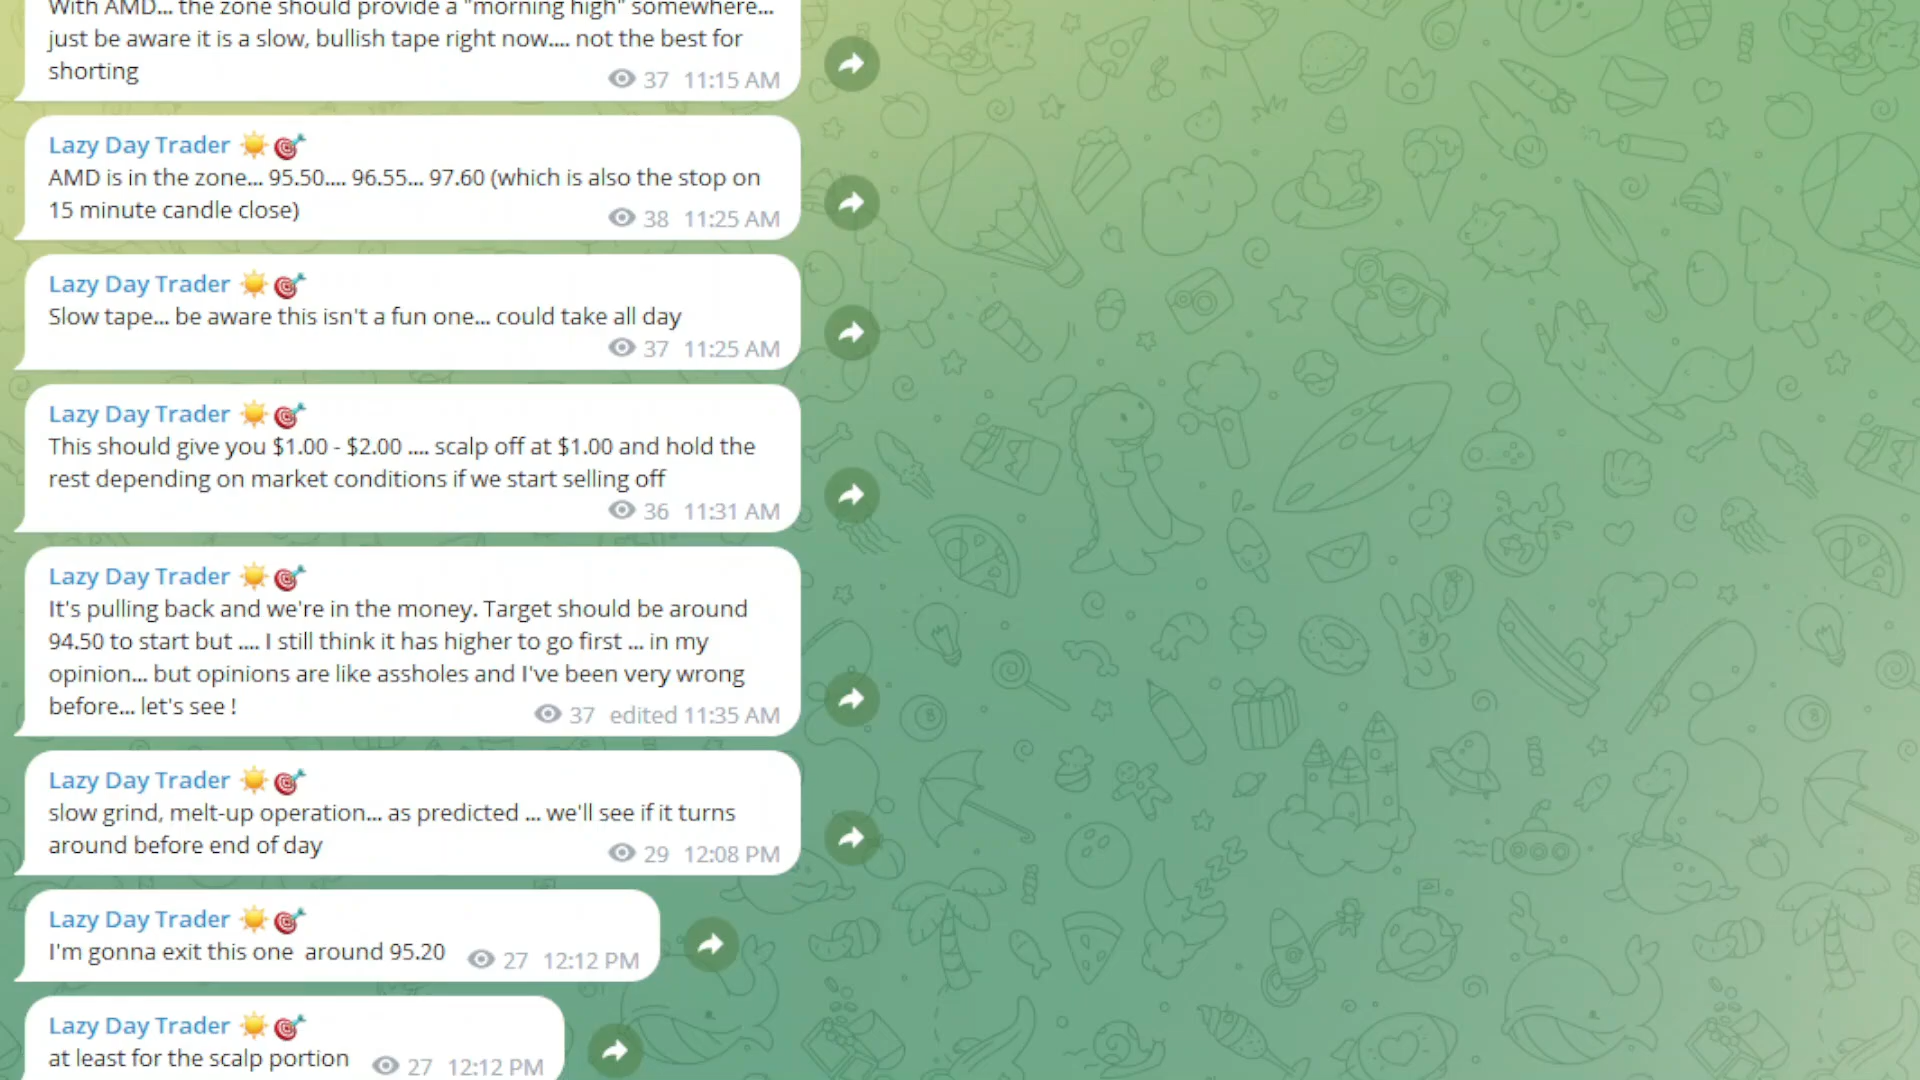 With AMD... the zone should provide a "morning high" somewhere...
just be aware it is a slow, bullish tape right now.... not the best for
shorting
37 11:15 AM
Lazy Day Trader ☀️🎯
AMD is in the zone... 95.50.... 96.55... 97.60 (which is also the stop on
15 minute candle close)
38 11:25 AM
Lazy Day Trader ☀️🎯
Slow tape... be aware this isn't a fun one... could take all day
37 11:25 AM
Lazy Day Trader ☀️🎯
This should give you $1.00 - $2.00 .... scalp off at $1.00 and hold the
rest depending on market conditions if we start selling off
36 11:31 AM
Lazy Day Trader ☀️🎯
It's pulling back and we're in the money. Target should be around
94.50 to start but .... I still think it has higher to go first ... in my
opinion... but opinions are like assholes and I've been very wrong
before... let's see !
37 edited 11:35 AM
Lazy Day Trader ☀️🎯
slow grind, melt-up operation... as predicted ... we'll see if it turns
around before end of day
29 12:08 PM
Lazy Day Trader ☀️🎯
I'm gonna exit this one  around 95.20
27 12:12 PM
Lazy Day Trader ☀️🎯
at least for the scalp portion
27 12:12 PM